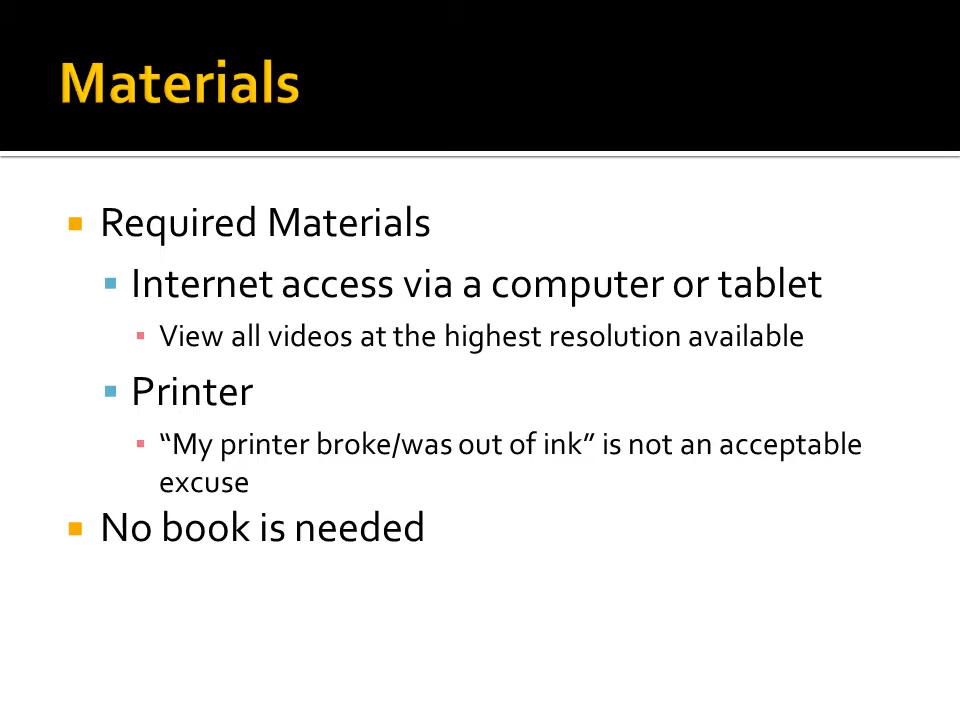 Materials
Required Materials
Internet access via a computer or tablet
View all videos at the highest resolution available
Printer
“My printer broke/was out of ink” is not an acceptable
excuse
No book is needed